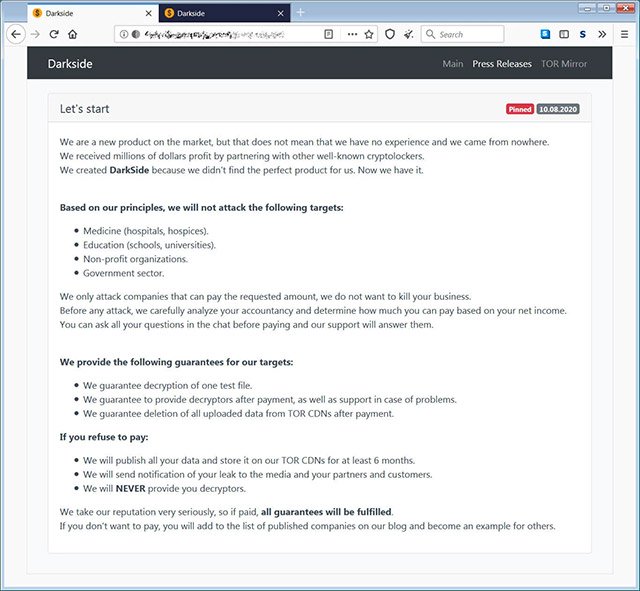 Darkside
Darkside
Search
Darkside
Main Press Releases TOR Mirror
Let's start
Pinned 10.08.2020
We are a new product on the market, but that does not mean that we have no experience and we came from nowhere.
We received millions of dollars profit by partnering with other well-known cryptolockers.
We created DarkSide because we didn't find the perfect product for us. Now we have it.
Based on our principles, we will not attack the following targets:
Medicine (hospitals, hospices).
Education (schools, universities).
Non-profit organizations.
Government sector.
We only attack companies that can pay the requested amount, we do not want to kill your business.
Before any attack, we carefully analyze your accountancy and determine how much you can pay based on your net income.
You can ask all your questions in the chat before paying and our support will answer them.
We provide the following guarantees for our targets:
We guarantee decryption of one test file.
We guarantee to provide decryptors after payment, as well as support in case of problems.
We guarantee deletion of all uploaded data from TOR CDNs after payment.
If you refuse to pay:
We will publish all your data and store it on our TOR CDNs for at least 6 months.
We will send notification of your leak to the media and your partners and customers.
We will NEVER provide you decryptors.
We take our reputation very seriously, so if paid, all guarantees will be fulfilled.
If you don't want to pay, you will add to the list of published companies on our blog and become an example for others.